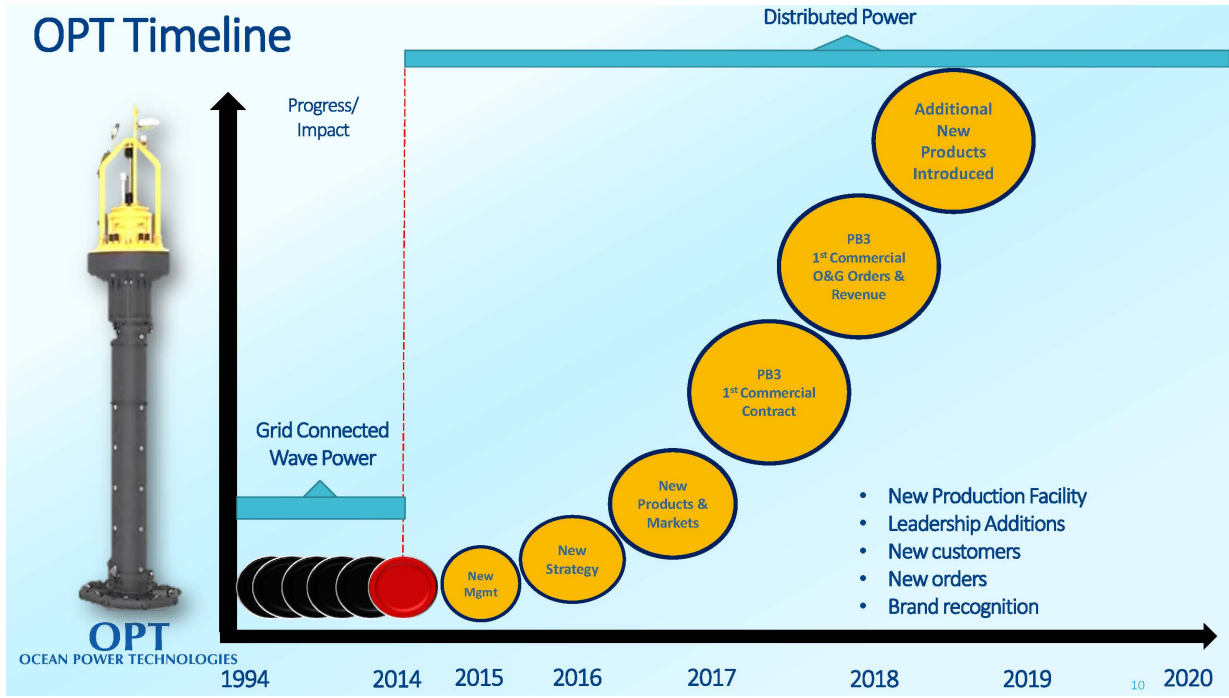 OPT Timeline
Distributed Power
Progress/
Impact
Additional
New
Products
Introduced
PB3
1st Commercial
O&G Orders &
Revenue
PB3
1st Commercial
Contract
Grid Connected
Wave Power
New
Products &
Markets
New
Strategy
New
Mgmt
• New Production Facility
• Leadership Additions
• New customers
• New orders
• Brand recognition
OPT
OCEAN POWER TECHNOLOGIES
1994 2014 2015 2016 2017 2018 2019 2020
10